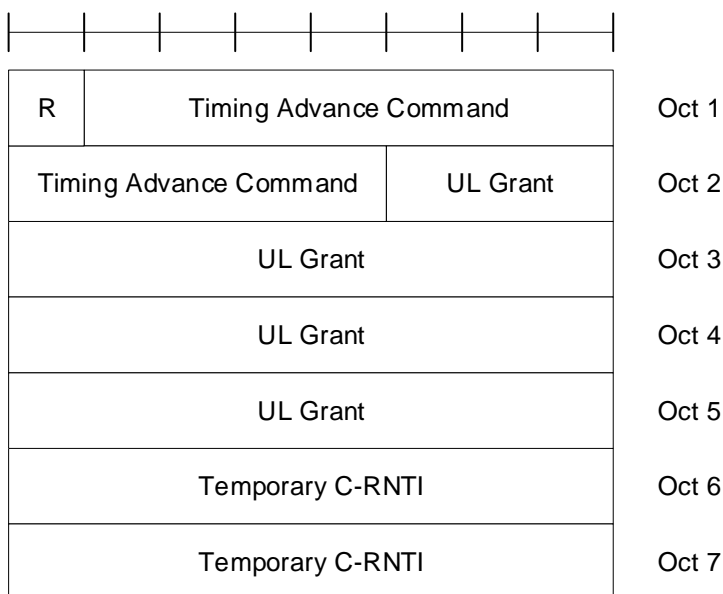 R Timing Advance Command Oct 1
Timing Advance Command UL Grant Oct 2
UL Grant Oct 3
UL Grant Oct 4
UL Grant Oct 5
Temporary C-RNTI Oct 6
Temporary C-RNTI Oct 7